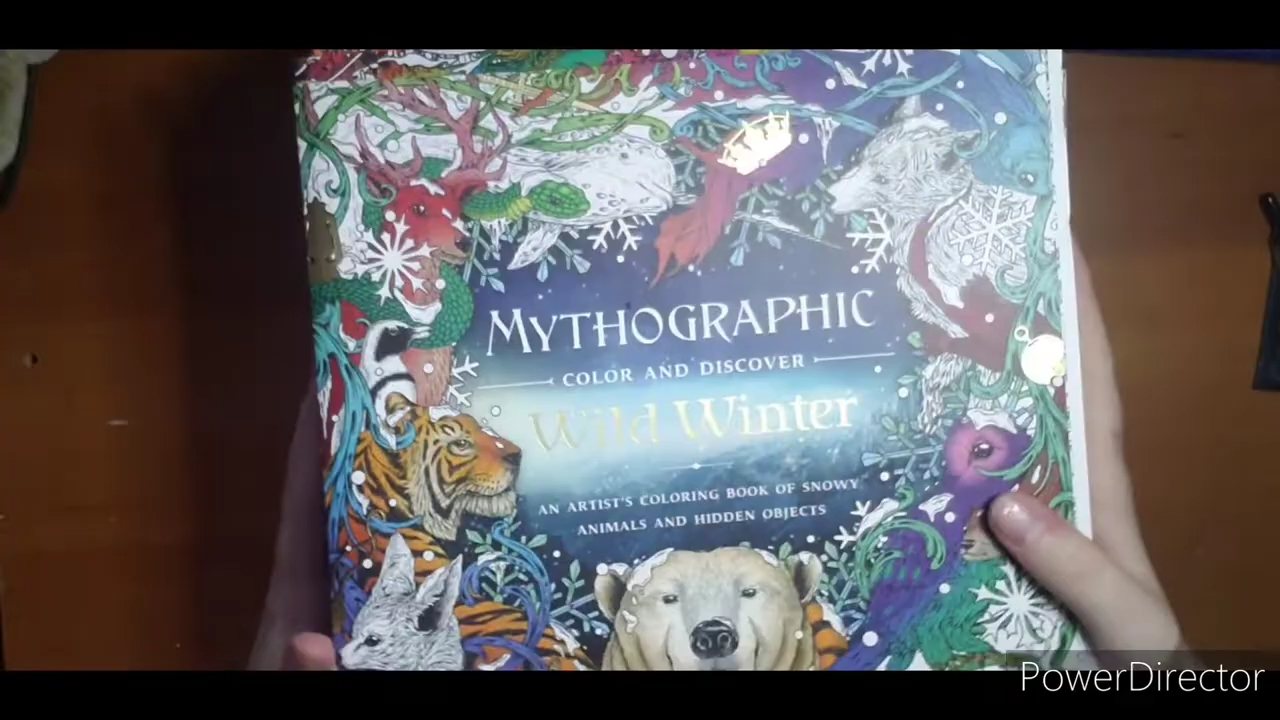 MYTHOGRAPHIC
COLOR AND DISCOVER
Wild Winter
AN ARTIST'S COLORING BOOK OF SNOWY
ANIMALS AND HIDDEN OBJECTS
PowerDirector